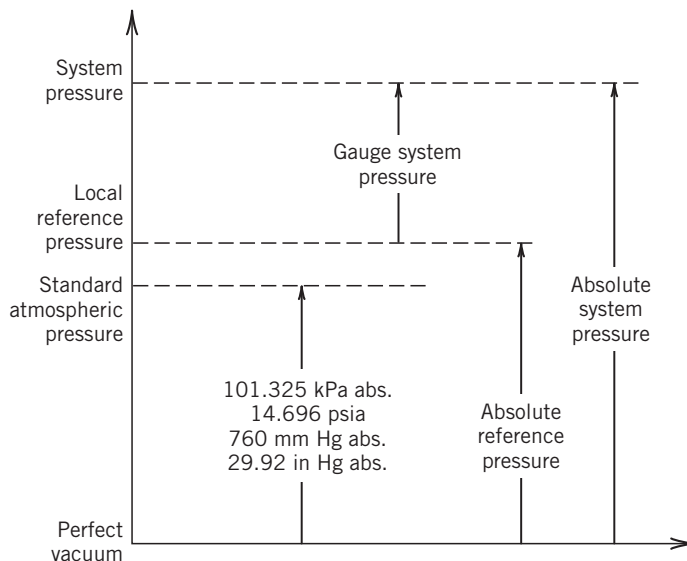 System
pressure
Gauge system
pressure
Local
reference
pressure
Standard
atmospheric
pressure
Absolute
system
pressure
101.325 kPa abs.
14.696 psia
760 mm Hg abs.
29.92 in Hg abs.
Absolute
reference
pressure
Perfect
vacuum